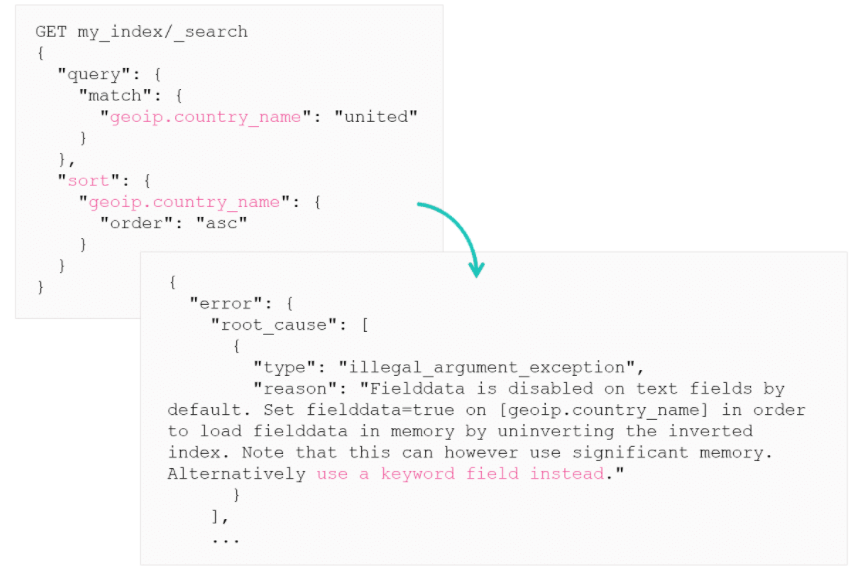 GET my_index/_search
{
  "query": {
    "match": {
      "geoip.country_name": "united"
    }
  },
  "sort": {
    "geoip.country_name": {
      "order": "asc"
    }
  }
}
{
  "error": {
    "root_cause": [
      {
        "type": "illegal_argument_exception",
        "reason": "Fielddata is disabled on text fields by
default. Set fielddata=true on [geoip.country_name] in order
to load fielddata in memory by uninverting the inverted
index. Note that this can however use significant memory.
Alternatively use a keyword field instead."
      }
    ],
    ...